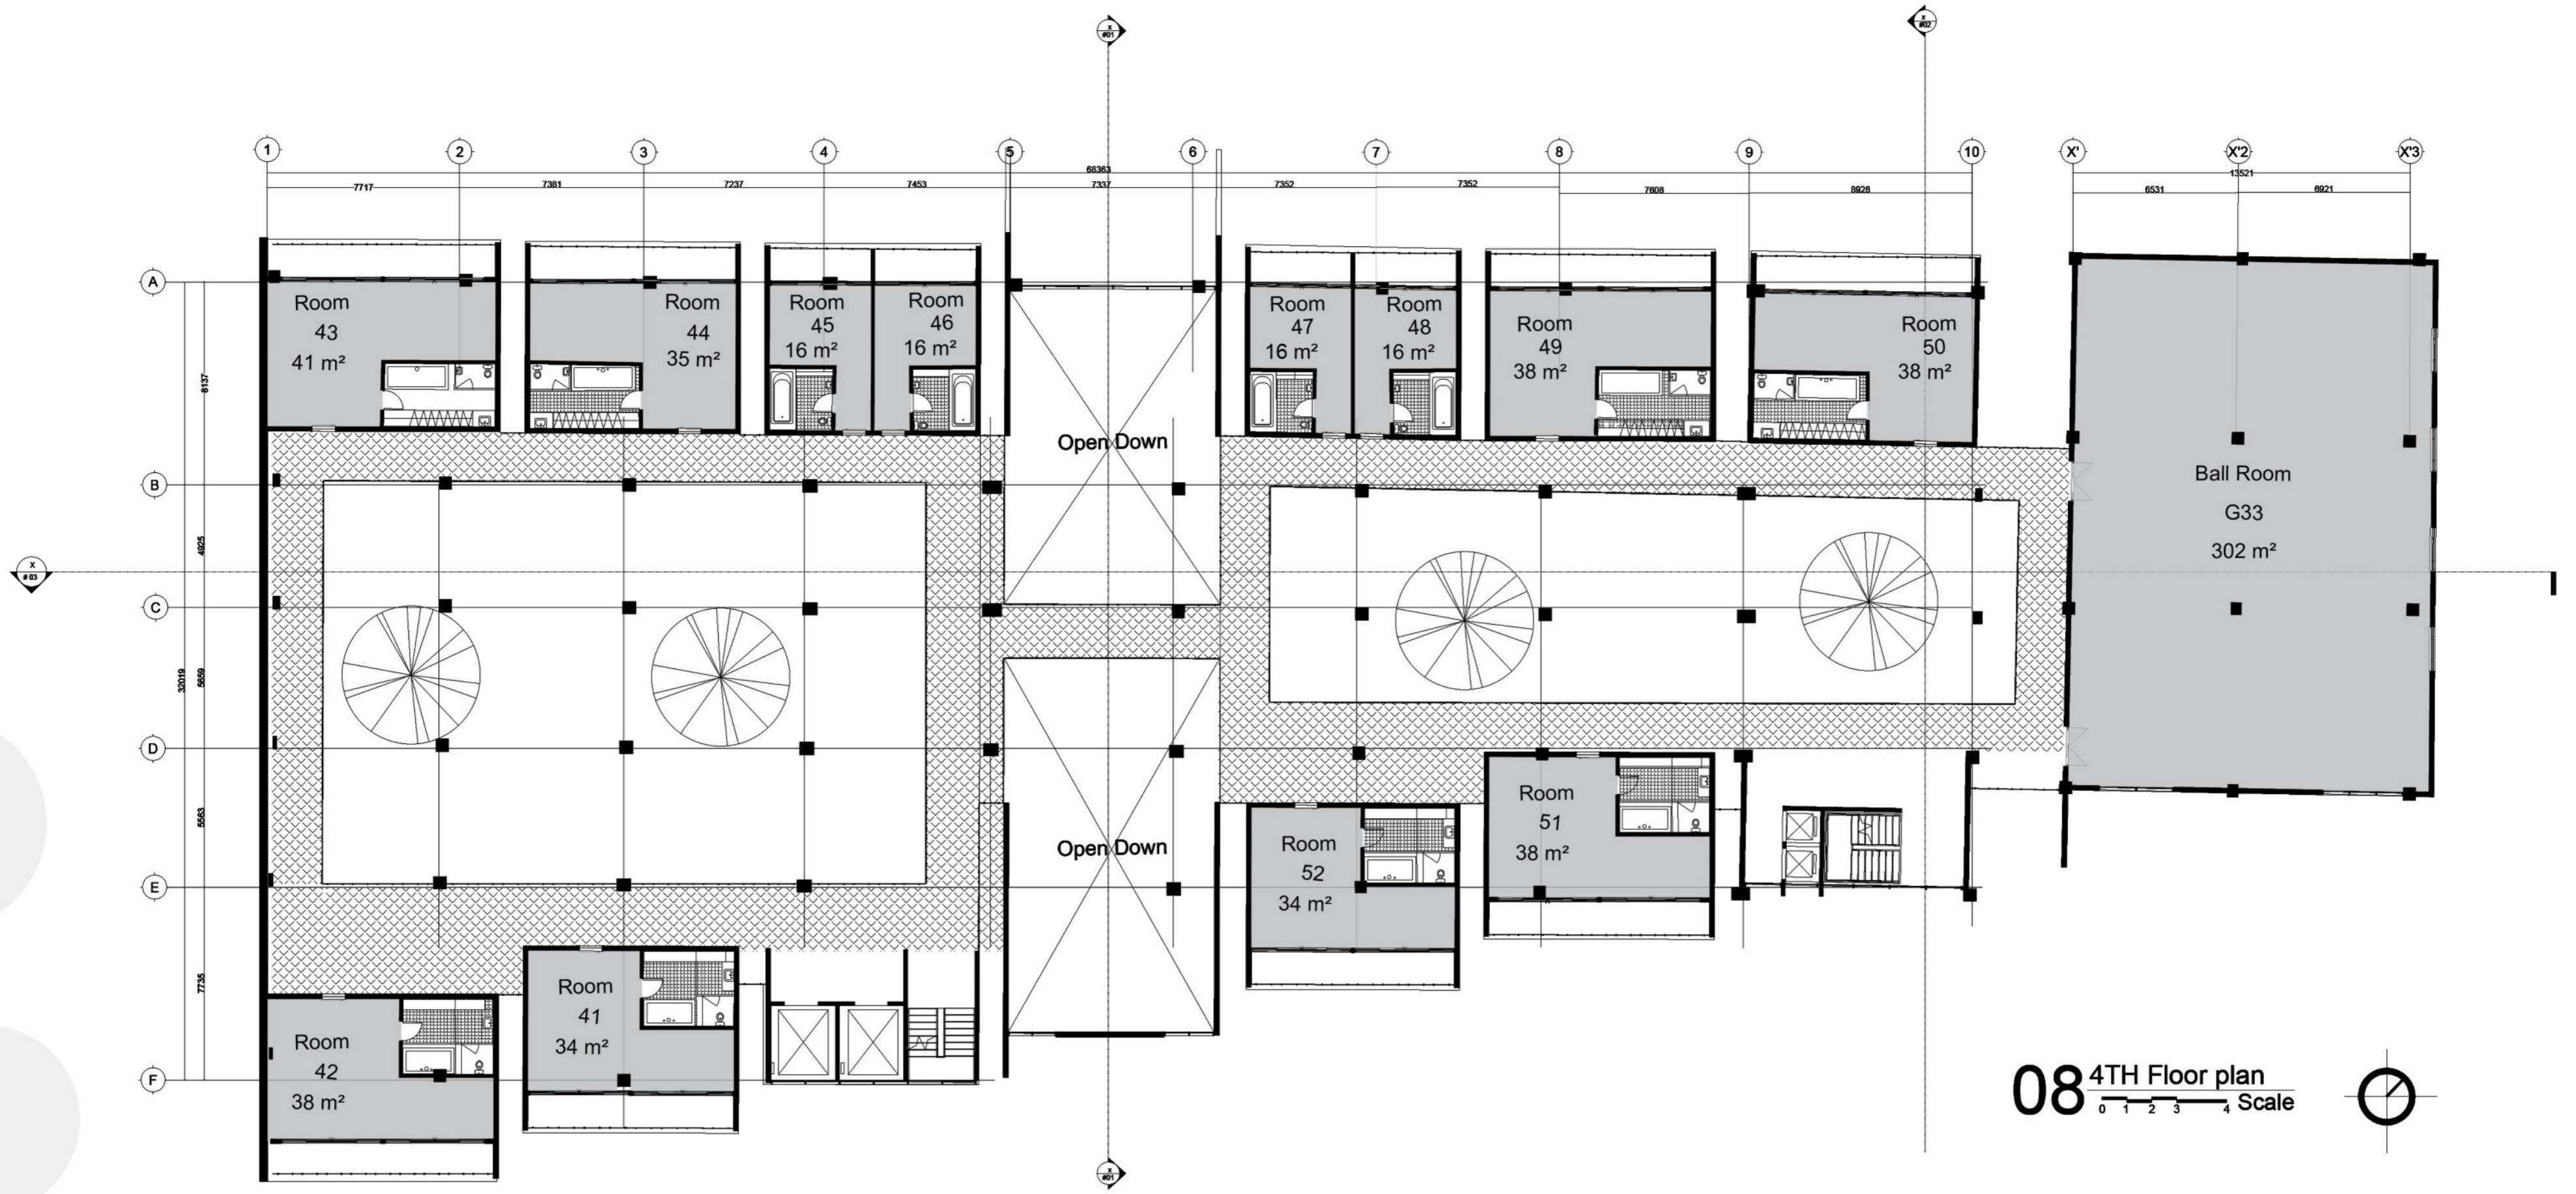 x
#01
x
#02
1
2
3
4
5
6
7
8
9
10
X'
X'2
X'3
68363
13521
7717
7381
7237
7453
7337
7352
7352
7608
8928
6531
6921
A
B
C
D
E
F
8137
4925
5659
32019
5563
7735
Room
43
41 m²
Room
44
35 m²
Room
45
16 m²
Room
46
16 m²
Room
47
16 m²
Room
48
16 m²
Room
49
38 m²
Room
50
38 m²
Open Down
Ball Room
G33
302 m²
x
#03
Open Down
Room
51
38 m²
Room
52
34 m²
Room
41
34 m²
Room
42
38 m²
x
#01
08
4TH Floor plan
0 1 2 3 4 Scale